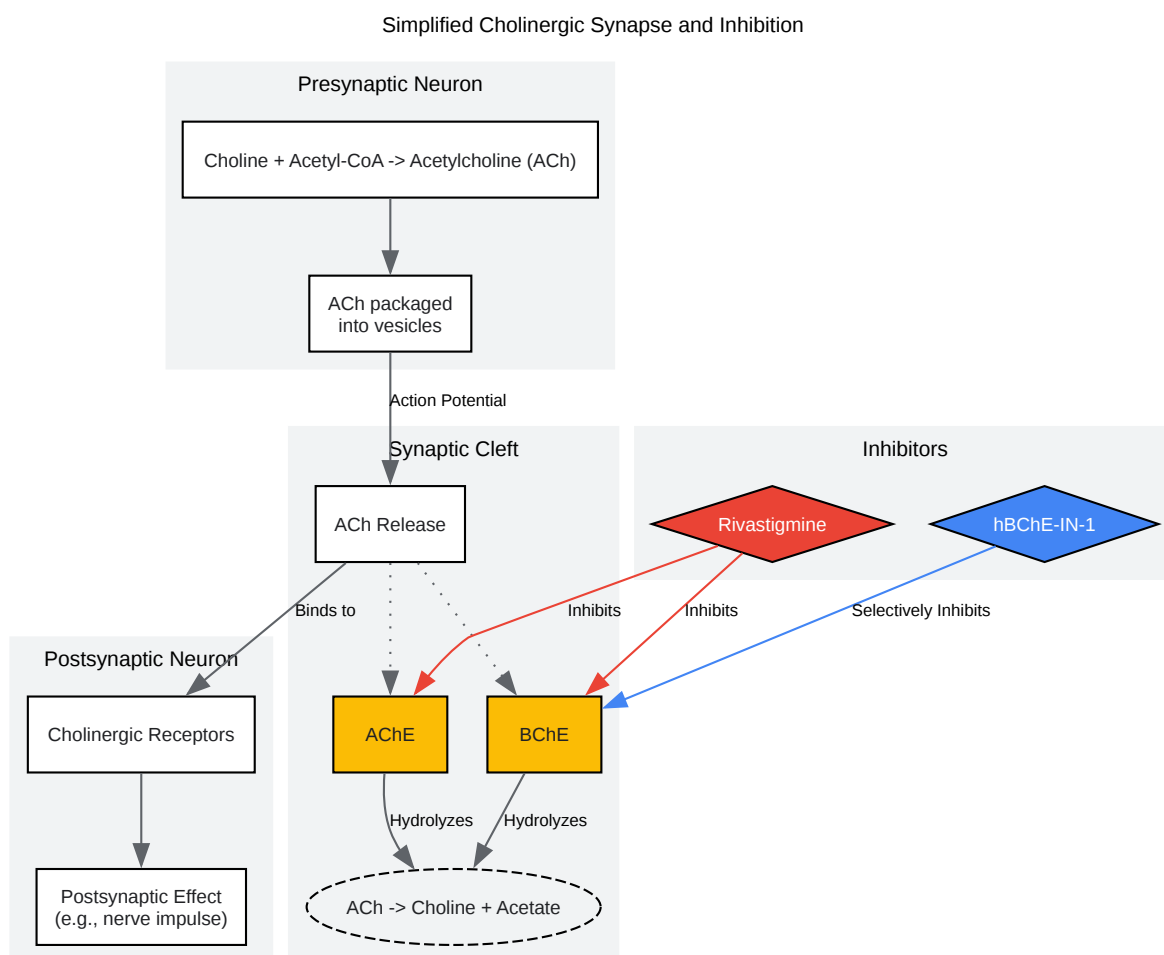 Simplified Cholinergic Synapse and Inhibition
Presynaptic Neuron
Choline + Acetyl-CoA -> Acetylcholine (ACh)
ACh packaged
into vesicles
Action Potential
Synaptic Cleft
Inhibitors
ACh Release
Rivastigmine
hBChE-IN-1
Binds to
Inhibits
Inhibits
Selectively Inhibits
Postsynaptic Neuron
Cholinergic Receptors
AChE
BChE
Hydrolyzes
Hydrolyzes
Postsynaptic Effect
(e.g., nerve impulse)
ACh -> Choline + Acetate